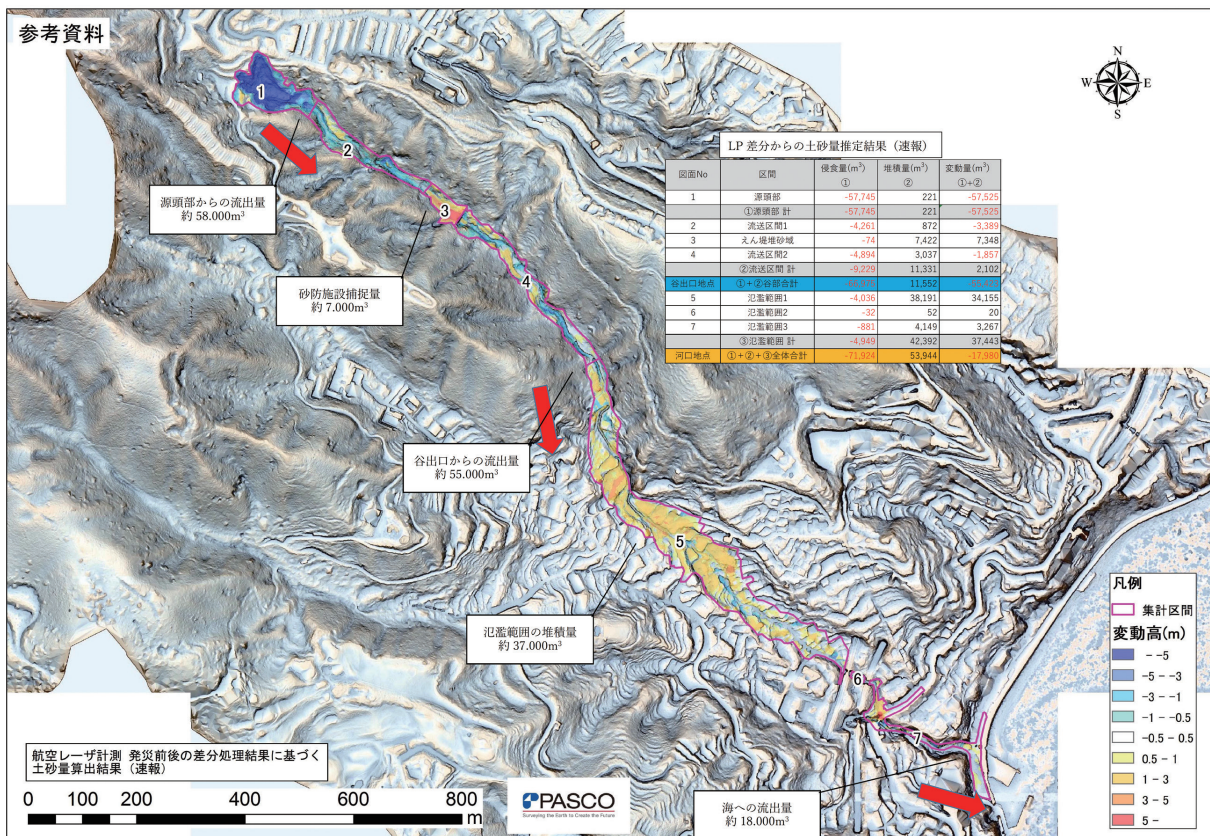 参考資料
N
W E
S
1
2
3
4
5
6
7
源頭部からの流出量
約 58.000m³
砂防施設捕捉量
約 7.000m³
谷出口からの流出量
約 55.000m³
氾濫範囲の堆積量
約 37.000m³
海への流出量
約 18.000m³
LP 差分からの土砂量推定結果（速報）
図面No 区間 侵食量(m³) 堆積量(m³) 変動量(m³)
① ② ①+②
1 源頭部 -57,745 221 -57,525
①源頭部 計 -57,745 221 -57,525
2 流送区間1 -4,261 872 -3,389
3 えん堤堆砂域 -74 7,422 7,348
4 流送区間2 -4,894 3,037 -1,857
②流送区間 計 -9,229 11,331 2,102
谷出口地点 ①+②谷部合計 11,552
5 氾濫範囲1 -4,036 38,191 34,155
6 氾濫範囲2 -32 52 20
7 氾濫範囲3 -881 4,149 3,267
③氾濫範囲 計 -4,949 42,392 37,443
河口地点 ①+②+③全体合計 -71,924 53,944 -17,980
凡例
集計区間
変動高(m)
- -5
-5 - -3
-3 - -1
-1 - -0.5
-0.5 - 0.5
0.5 - 1
1 - 3
3 - 5
5 -
航空レーザ計測 発災前後の差分処理結果に基づく
土砂量算出結果（速報）
0 100 200 400 600 800
m
PASCO
Surveying the Earth to Create the Future